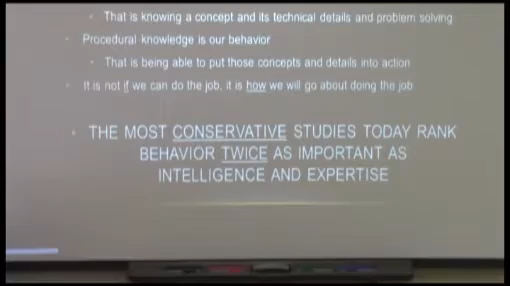 That is knowing a concept and its technical details and problem solving
Procedural knowledge is our behavior
That is being able to put those concepts and details into action
It is not if we can do the job, it is how we will go about doing the job
THE MOST CONSERVATIVE STUDIES TODAY RANK
BEHAVIOR TWICE AS IMPORTANT AS
INTELLIGENCE AND EXPERTISE